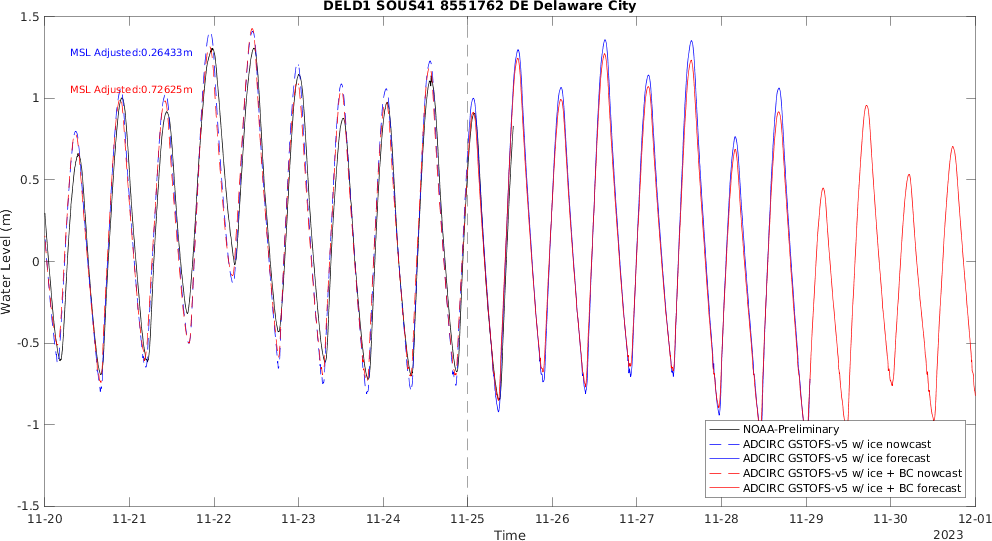 DELD1 SOUS41 8551762 DE Delaware City
1.5
MSL Adjusted:0.26433m
MSL Adjusted:0.72625m
1
0.5
0
-0.5
-1
-1.5
Water Level (m)
NOAA-Preliminary
ADCIRC GSTOFS-v5 w/ ice nowcast
ADCIRC GSTOFS-v5 w/ ice forecast
ADCIRC GSTOFS-v5 w/ ice + BC nowcast
ADCIRC GSTOFS-v5 w/ ice + BC forecast
11-20 11-21 11-22 11-23 11-24 11-25 11-26 11-27 11-28 11-29 11-30 12-01
Time
2023